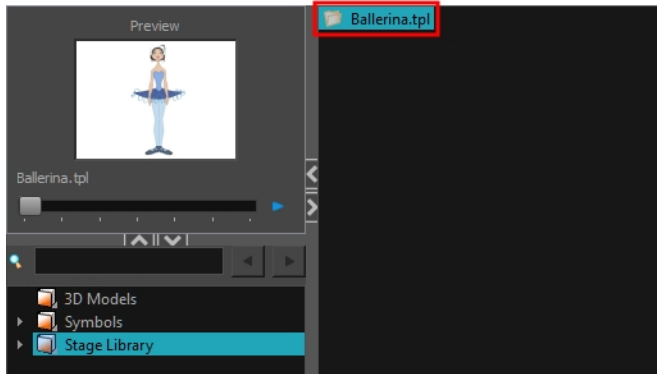 Preview
Ballerina.tpl
Ballerina.tpl
3D Models
Symbols
Stage Library